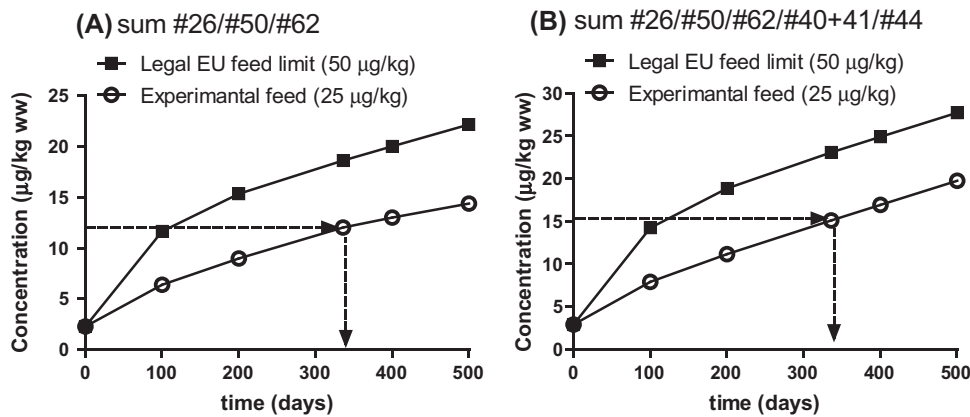 (A) sum #26/#50/#62
Legal EU feed limit (50 µg/kg)
Experimantal feed (25 µg/kg)
Concentration (µg/kg ww)
25
20
15
10
5
0
0 100 200 300 400 500
time (days)
(B) sum #26/#50/#62/#40+41/#44
Legal EU feed limit (50 µg/kg)
Experimantal feed (25 µg/kg)
Concentration (µg/kg ww)
30
25
20
15
10
5
0
0 100 200 300 400 500
time (days)